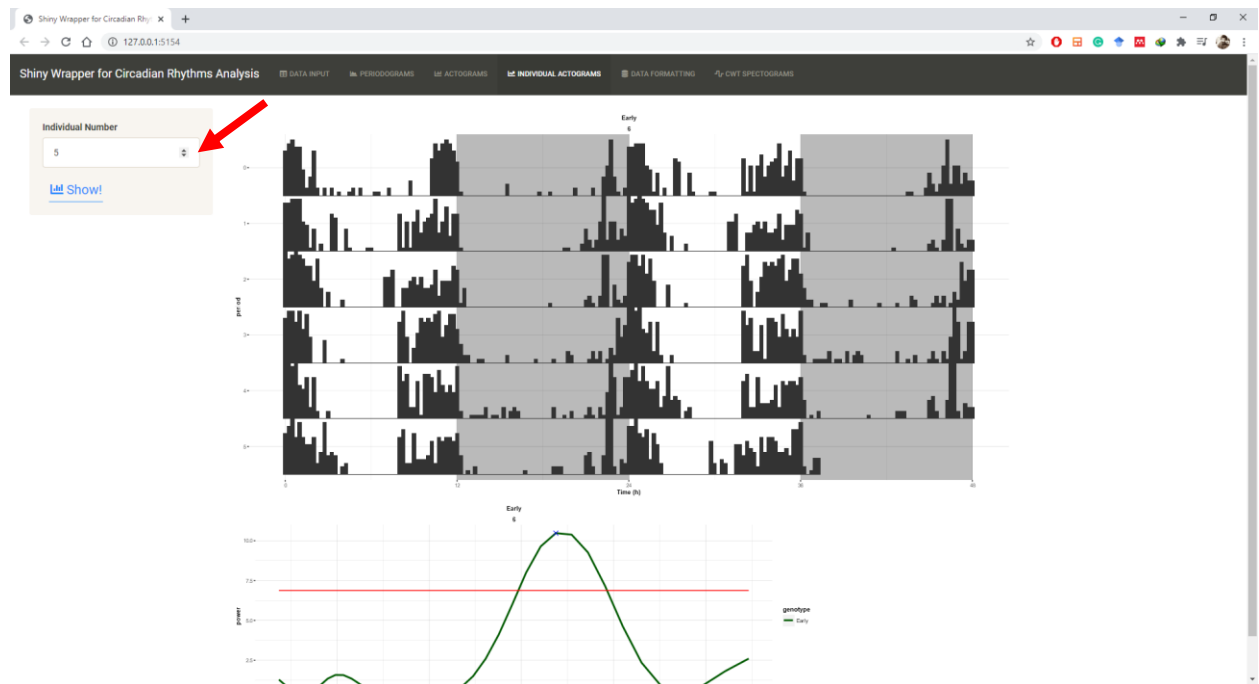 Shiny Wrapper for Circadian Rhy
127.0.0.1:5154
Shiny Wrapper for Circadian Rhythms Analysis DATA INPUT PERIODOGRAMS ACTOGRAMS INDIVIDUAL ACTOGRAMS DATA FORMATTING CWT SPECTOGRAMS
Individual Number
5
Show!
Early
6
0
1
2
3
4
5
per od
0 12 24 36 48
Time (h)
Early
6
10.0
7.5
5.0
2.5
power
genotype
Early